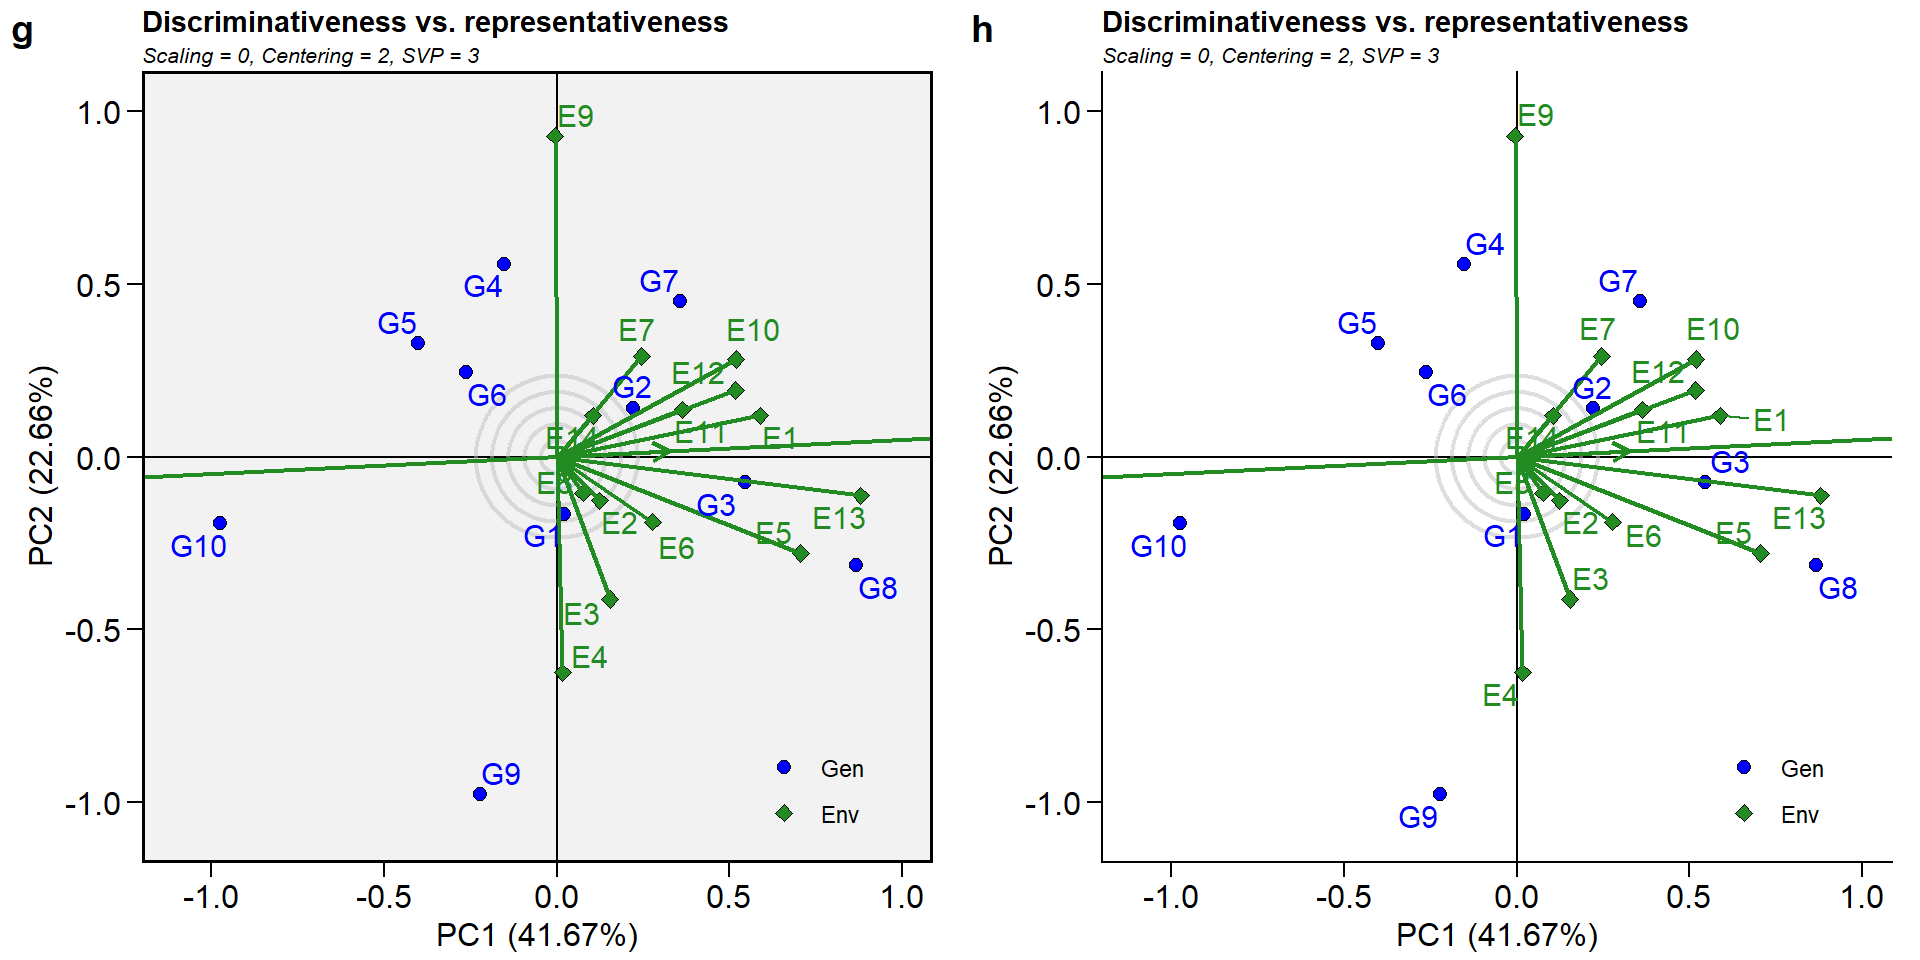 g
Discriminativeness vs. representativeness
Scaling = 0, Centering = 2, SVP = 3
PC2 (22.66%)
1.0
0.5
0.0
-0.5
-1.0
E9
G4
G7
G5
E7
E10
G6
G2
E12
E11
E1
G3
E13
G10
G1
E2
E6
E5
G8
E3
E4
G9
Gen
Env
-1.0 -0.5 0.0 0.5 1.0
PC1 (41.67%)
h
Discriminativeness vs. representativeness
Scaling = 0, Centering = 2, SVP = 3
PC2 (22.66%)
1.0
0.5
0.0
-0.5
-1.0
E9
G4
G7
G5
E7
E10
G6
G2
E12
E11
E1
G3
E13
G10
G1
E2
E6
E5
G8
E3
E4
G9
Gen
Env
-1.0 -0.5 0.0 0.5 1.0
PC1 (41.67%)